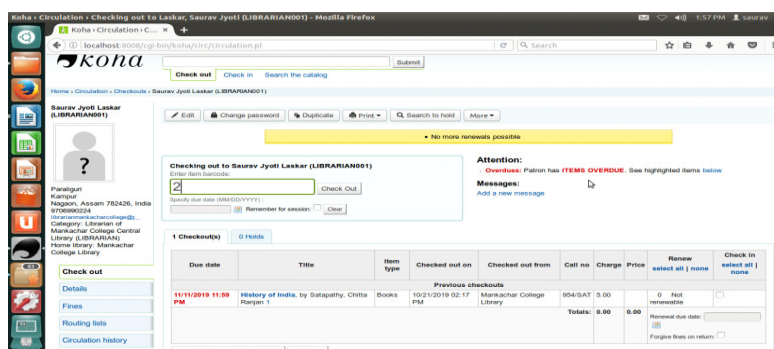 Koha › Circulation › Checking out to Laskar, Saurav Jyoti (LIBRARIAN001) - Mozilla Firefox
1:57 PM saurav
Koha › Circulation › C...
localhost:8008/cgi-bin/koha/circ/circulation.pl
Search
koha
Submit
Check out Check in Search the catalog
Home › Circulation › Checkouts › Saurav Jyoti Laskar (LIBRARIAN001)
Saurav Jyoti Laskar
(LIBRARIAN001)
?
Paraliguri
Kampur
Nagaon, Assam 782426, India
9706990224
librarianmankacharcollege@g...
Category: Librarian of
Mankachar College Central
Library (LIBRARIAN)
Home library: Mankachar
College Library
Check out
Details
Fines
Routing lists
Circulation history
Edit Change password Duplicate Print Search to hold More
No more renewals possible
Checking out to Saurav Jyoti Laskar (LIBRARIAN001)
Enter item barcode:
2
Check Out
Specify due date (MM/DD/YYYY) :
Remember for session: Clear
Attention:
Overdues: Patron has ITEMS OVERDUE. See highlighted items below
Messages:
Add a new message
1 Checkout(s) 0 Holds
Due date Title Item type Checked out on Checked out from Call no Charge Price Renew select all | none Check in select all | none
Previous checkouts
11/11/2019 11:59 PM History of India, by Satapathy, Chitta Ranjan 1 Books 10/21/2019 02:17 PM Mankachar College Library 954/SAT 5.00 0 Not renewable
Totals: 0.00 0.00 Renewal due date:
Forgive fines on return: